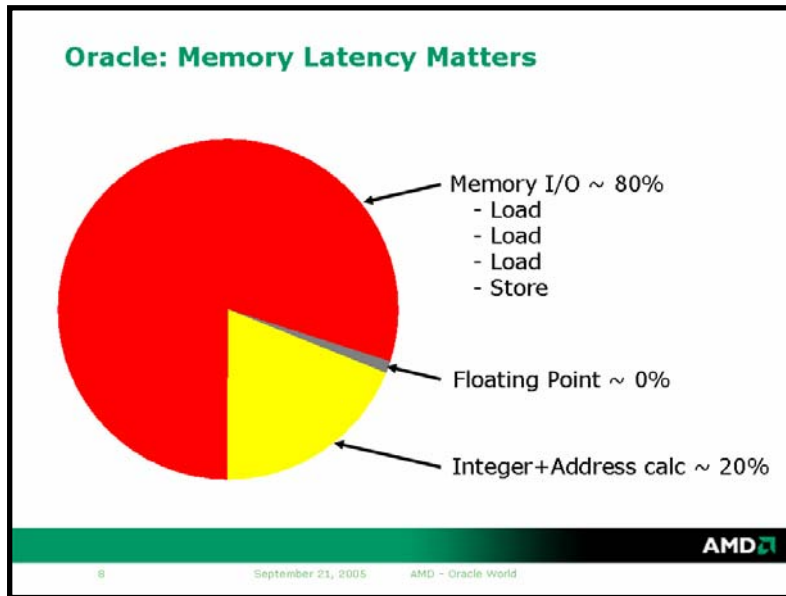 Oracle: Memory Latency Matters
Memory I/O ~ 80%
- Load
- Load
- Load
- Store
Floating Point ~ 0%
Integer+Address calc ~ 20%
AMD
8 September 21, 2005 AMD - Oracle World